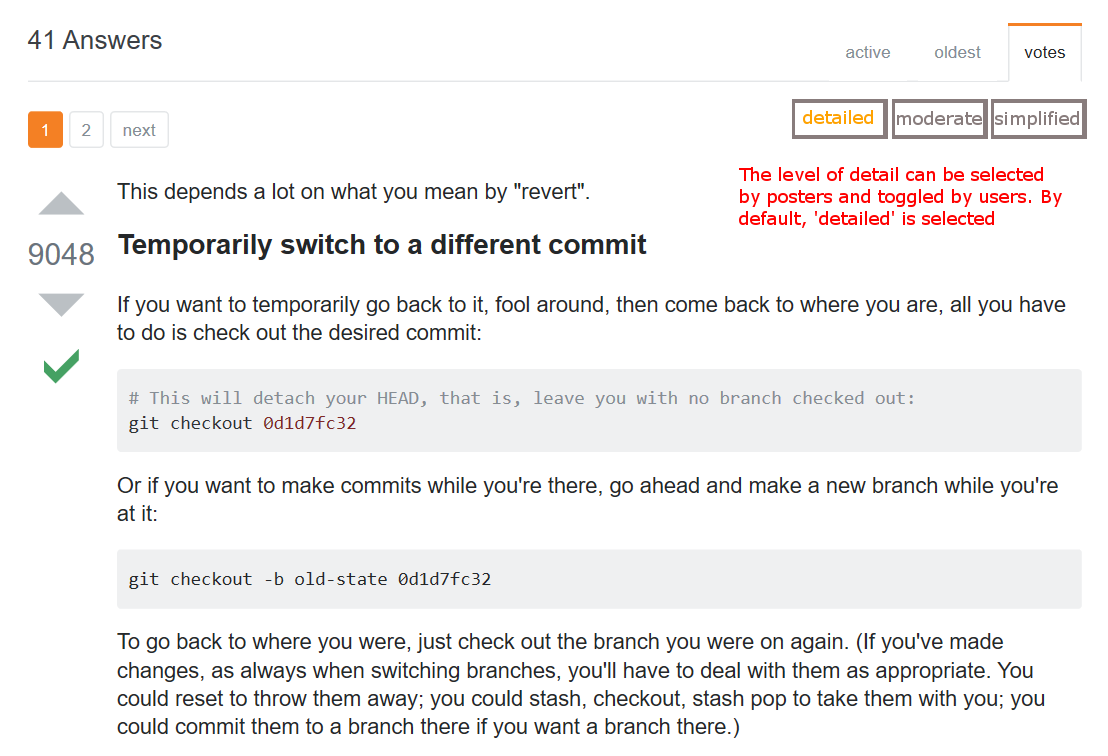 41 Answers
active oldest votes
1 2 next
detailed moderate simplified
The level of detail can be selected
by posters and toggled by users. By
default, 'detailed' is selected
This depends a lot on what you mean by "revert".
9048
Temporarily switch to a different commit
If you want to temporarily go back to it, fool around, then come back to where you are, all you have
to do is check out the desired commit:
# This will detach your HEAD, that is, leave you with no branch checked out:
git checkout 0d1d7fc32
Or if you want to make commits while you're there, go ahead and make a new branch while you're
at it:
git checkout -b old-state 0d1d7fc32
To go back to where you were, just check out the branch you were on again. (If you've made
changes, as always when switching branches, you'll have to deal with them as appropriate. You
could reset to throw them away; you could stash, checkout, stash pop to take them with you; you
could commit them to a branch there if you want a branch there.)